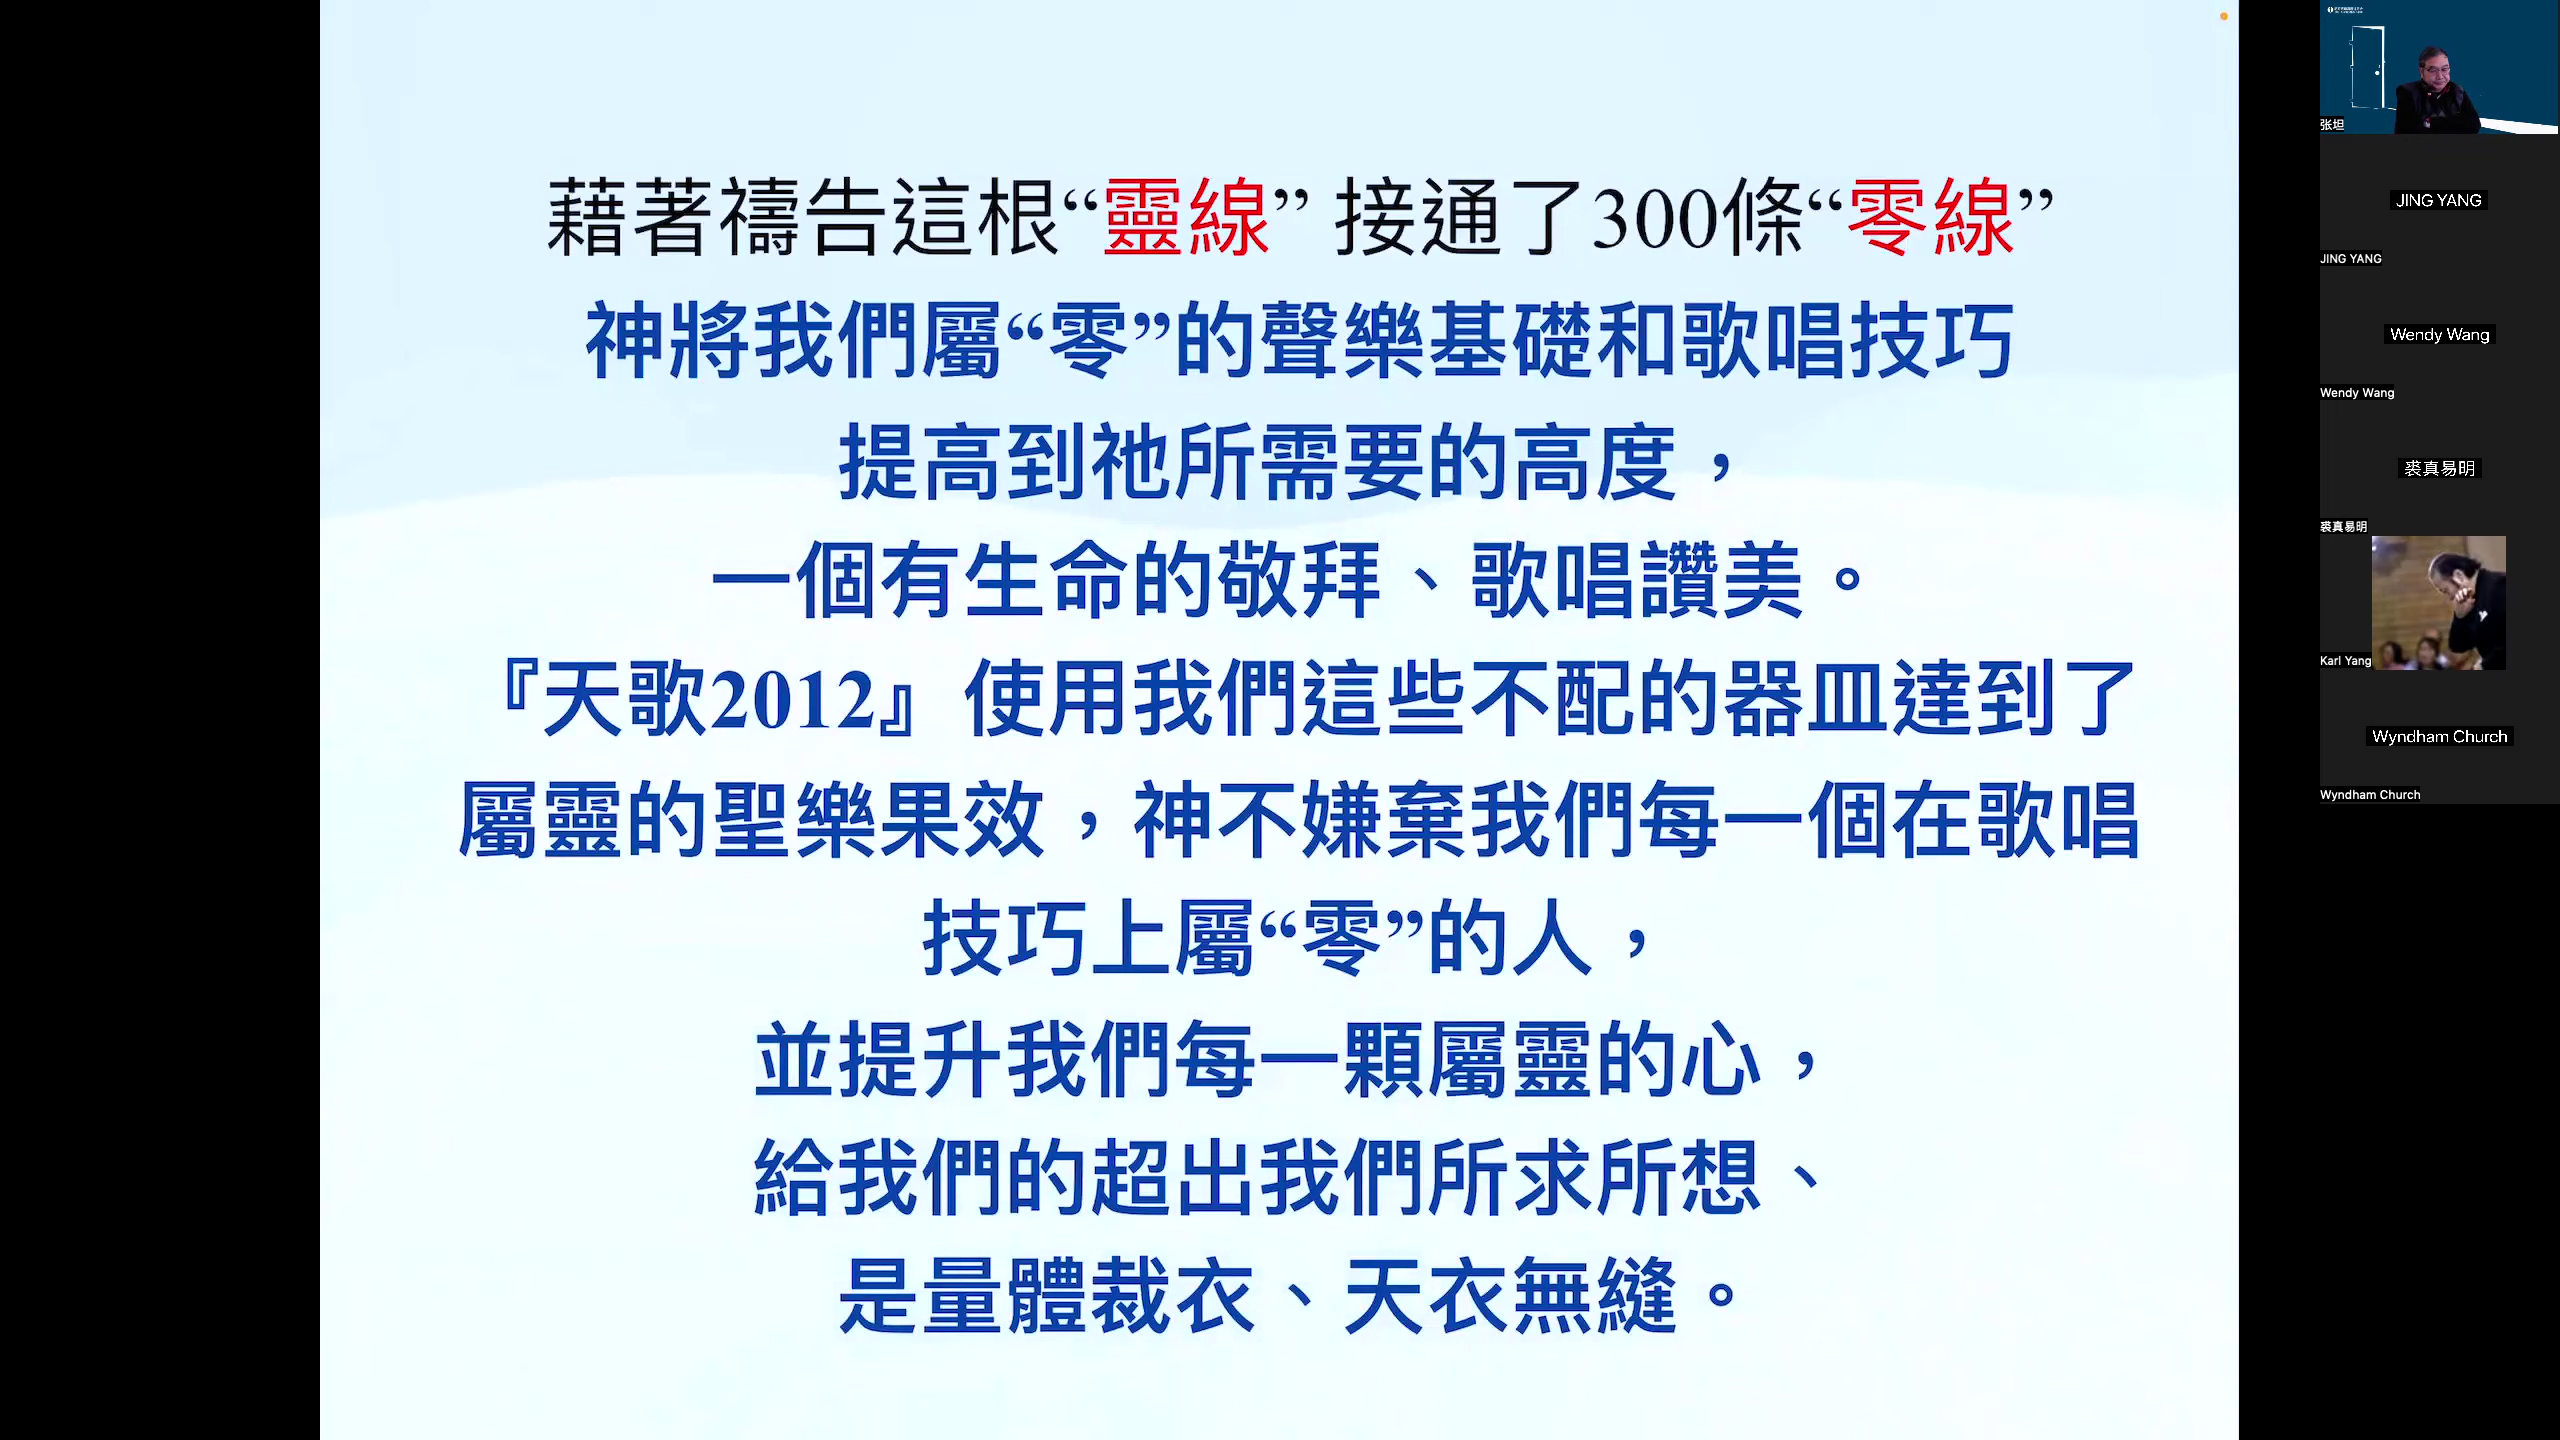 藉著禱告這根“靈線” 接通了300條“零線”
神將我們屬“零”的聲樂基礎和歌唱技巧
提高到祂所需要的高度，
一個有生命的敬拜、歌唱讚美。
『天歌2012』 使用我們這些不配的器皿達到了
屬靈的聖樂果效，神不嫌棄我們每一個在歌唱
技巧上屬“零”的人，
並提升我們每一顆屬靈的心，
給我們的超出我們所求所想、
是量體裁衣、天衣無縫。
张坦
JING YANG
JING YANG
Wendy Wang
Wendy Wang
裘真易明
裘真易明
Karl Yang
Wyndham Church
Wyndham Church